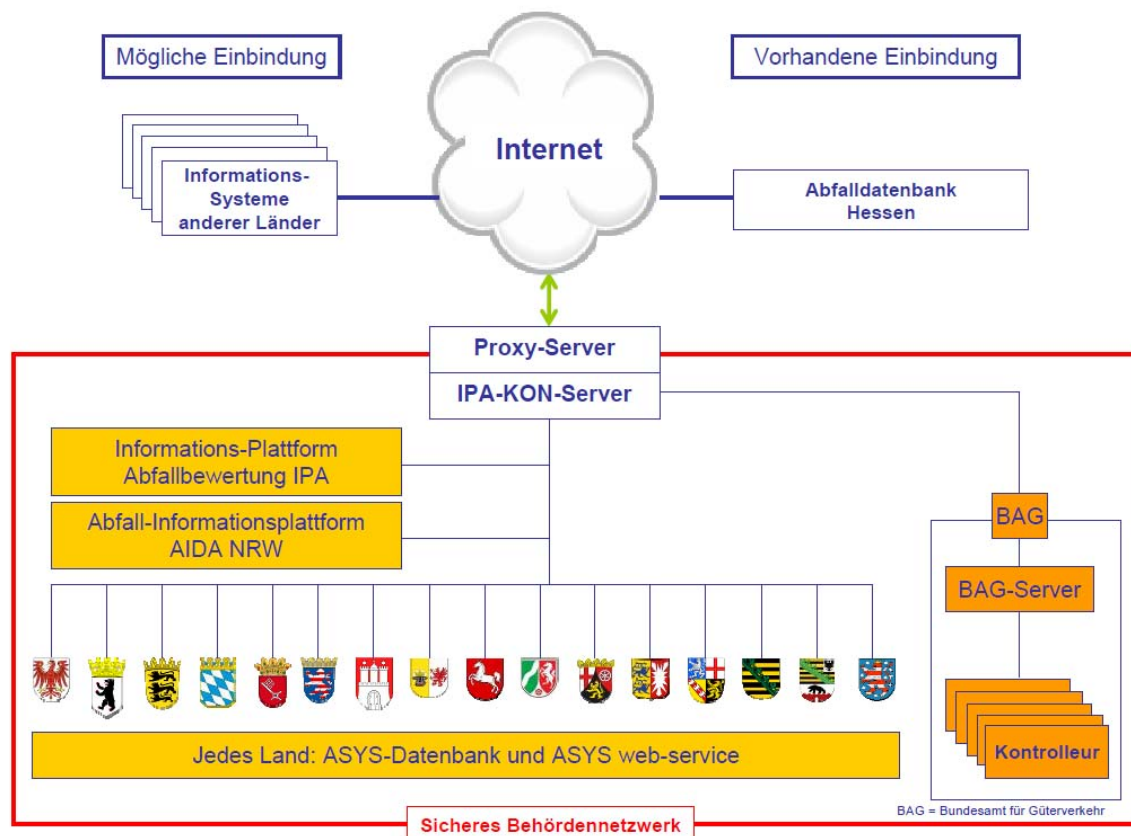 Mögliche Einbindung
Vorhandene Einbindung
Internet
Informations-
Systeme
anderer Länder
Abfalldatenbank
Hessen
Proxy-Server
IPA-KON-Server
Informations-Plattform
Abfallbewertung IPA
Abfall-Informationsplattform
AIDA NRW
BAG
BAG-Server
Kontrolleur
Jedes Land: ASYS-Datenbank und ASYS web-service
BAG = Bundesamt für Güterverkehr
Sicheres Behördennetzwerk